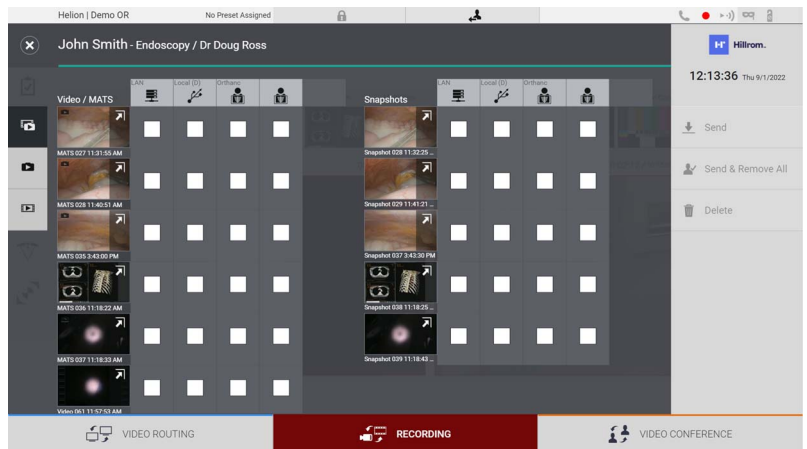 Helion | Demo OR
No Preset Assigned
John Smith - Endoscopy / Dr Doug Ross
Hillrom.
12:13:36 Thu 9/1/2022
Video / MATS
LAN
Local (D)
Orthanc
Snapshots
LAN
Local (D)
Orthanc
MATS 027 11:31:55 AM
Snapshot 028 11:32:25 ...
MATS 028 11:40:51 AM
Snapshot 029 11:41:21 ...
MATS 035 3:43:00 PM
Snapshot 037 3:43:30 PM
MATS 036 11:18:22 AM
Snapshot 038 11:18:25 ...
MATS 037 11:18:33 AM
Snapshot 039 11:18:43 ...
Video 061 11:57:53 AM
Send
Send & Remove All
Delete
VIDEO ROUTING
RECORDING
VIDEO CONFERENCE